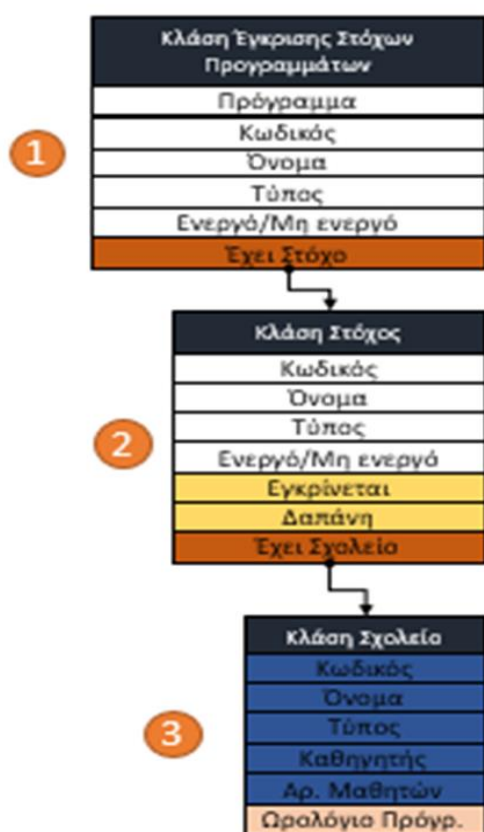 Κλάση Έγκρισης Στόχων
Προγραμμάτων
Πρόγραμμα
Κωδικός
Όνομα
Τύπος
Ενεργό/Μη ενεργό
Έχει Στόχο
1
Κλάση Στόχος
Κωδικός
Όνομα
Τύπος
Ενεργό/Μη ενεργό
Εγκρίνεται
Δαπάνη
Έχει Σχολείο
2
Κλάση Σχολείο
Κωδικός
Όνομα
Τύπος
Καθηγητής
Αρ. Μαθητών
Ωρολόγιο Πρόγρ.
3